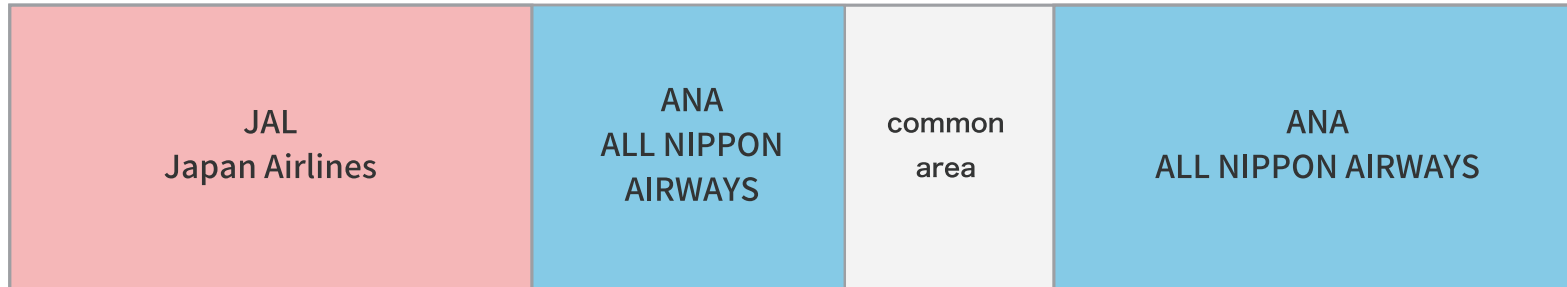 JAL
Japan Airlines
ANA
ALL NIPPON
AIRWAYS
common
area
ANA
ALL NIPPON AIRWAYS